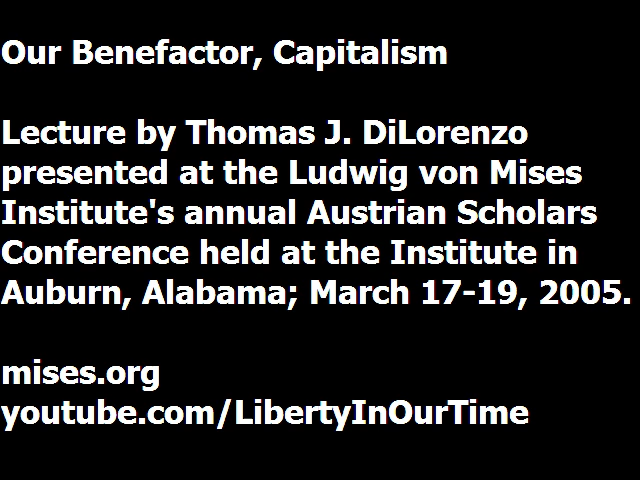 Our Benefactor, Capitalism
Lecture by Thomas J. DiLorenzo
presented at the Ludwig von Mises
Institute's annual Austrian Scholars
Conference held at the Institute in
Auburn, Alabama; March 17-19, 2005.
mises.org
youtube.com/LibertyInOurTime